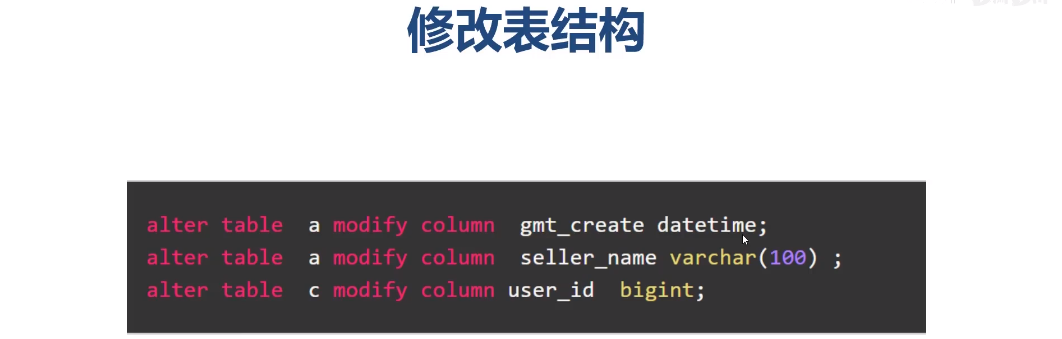 修改表结构
alter table  a modify column  gmt_create datetime;
alter table  a modify column  seller_name varchar(100) ;
alter table  c modify column user_id  bigint;